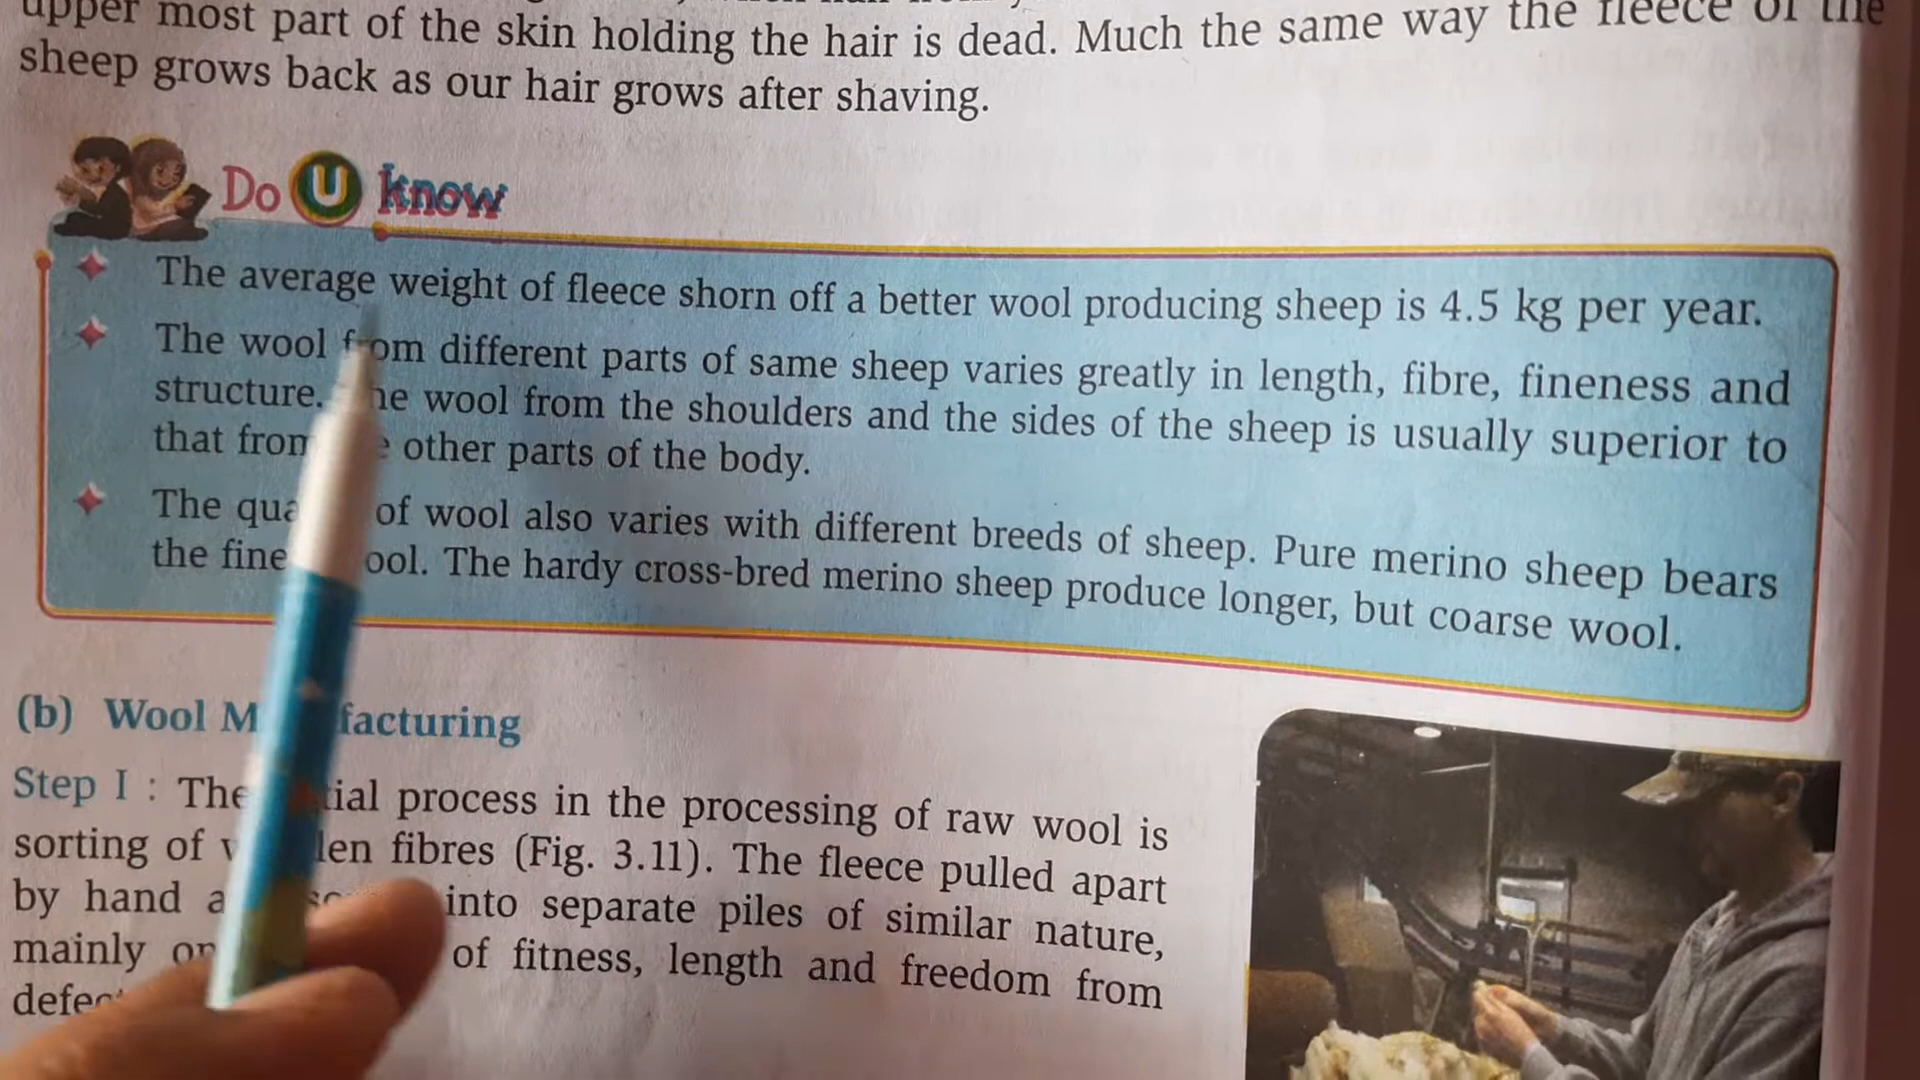 upper most part of the skin holding the hair is dead. Much the same way the fleece of the
sheep grows back as our hair grows after shaving.
Do U know
The average weight of fleece shorn off a better wool producing sheep is 4.5 kg per year.
The wool from different parts of same sheep varies greatly in length, fibre, fineness and
structure. The wool from the shoulders and the sides of the sheep is usually superior to
that from other parts of the body.
The of wool also varies with different breeds of sheep. Pure merino sheep bears
the The hardy cross-bred merino sheep produce longer, but coarse wool.
(b) Wool Manufacturing
Step I : The process in the processing of raw wool is
sorting of fibres (Fig. 3.11). The fleece pulled apart
by hand into separate piles of similar nature,
mainly of fitness, length and freedom from